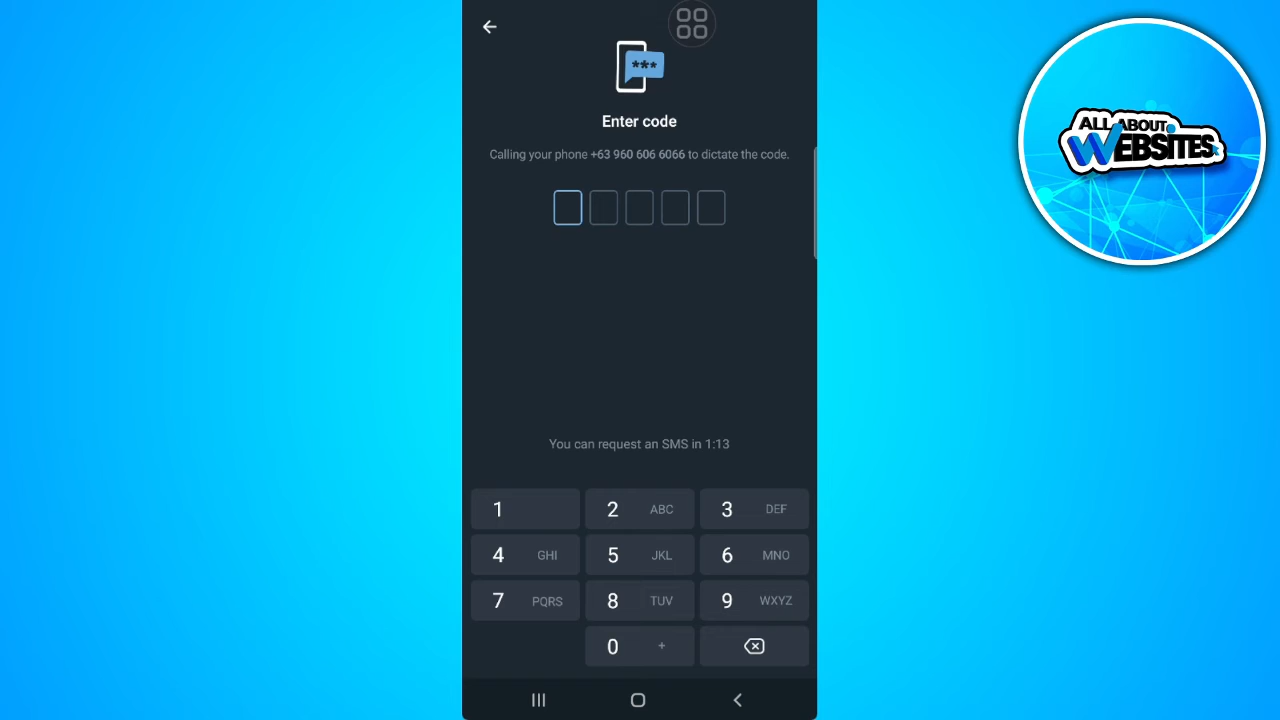 ***
Enter code
Calling your phone +63 960 606 6066 to dictate the code.
You can request an SMS in 1:13
1
2 ABC
3 DEF
4 GHI
5 JKL
6 MNO
7 PQRS
8 TUV
9 WXYZ
0 +
ALL ABOUT
WEBSITES